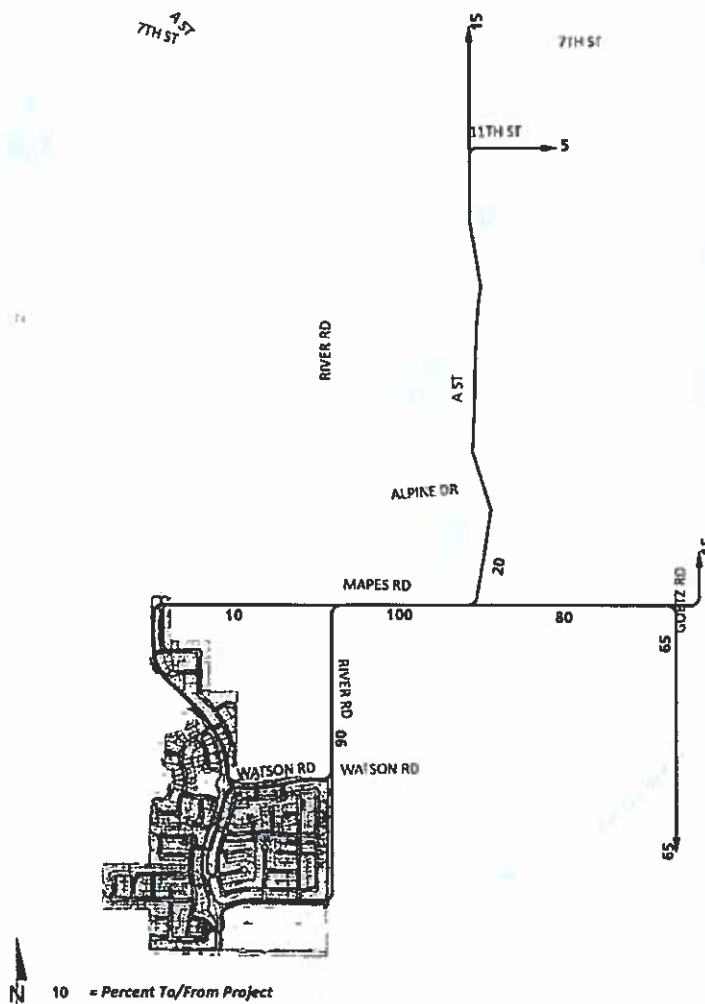 A ST
7TH ST
15
7TH ST
11TH ST
5
RIVER RD
A ST
ALPINE DR
20
MAPES RD
10
100
80
GOETZ RD
65
RIVER RD
90
WATSON RD
WATSON RD
65
N
10 = Percent To/From Project